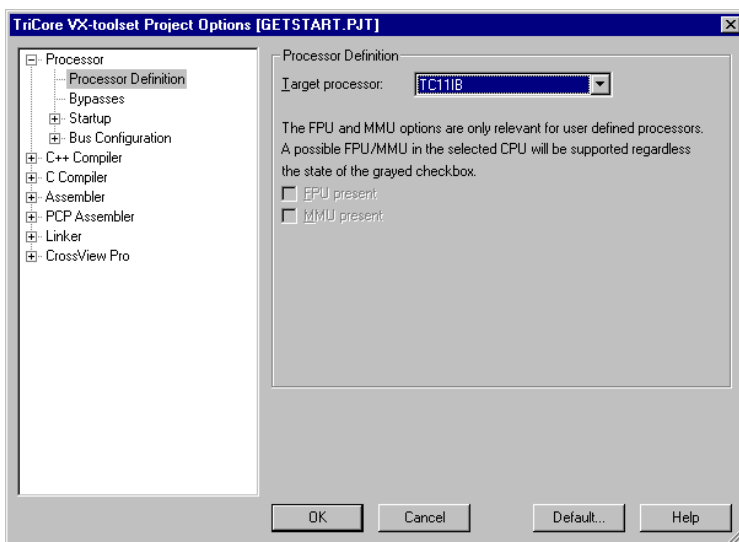 TriCore VX-toolset Project Options [GETSTART.PJT]
Processor
Processor Definition
Bypasses
Startup
Bus Configuration
C++ Compiler
C Compiler
Assembler
PCP Assembler
Linker
CrossView Pro
Processor Definition
Target processor: TC11IB
The FPU and MMU options are only relevant for user defined processors.
A possible FPU/MMU in the selected CPU will be supported regardless
the state of the grayed checkbox.
FPU present
MMU present
OK Cancel Default... Help